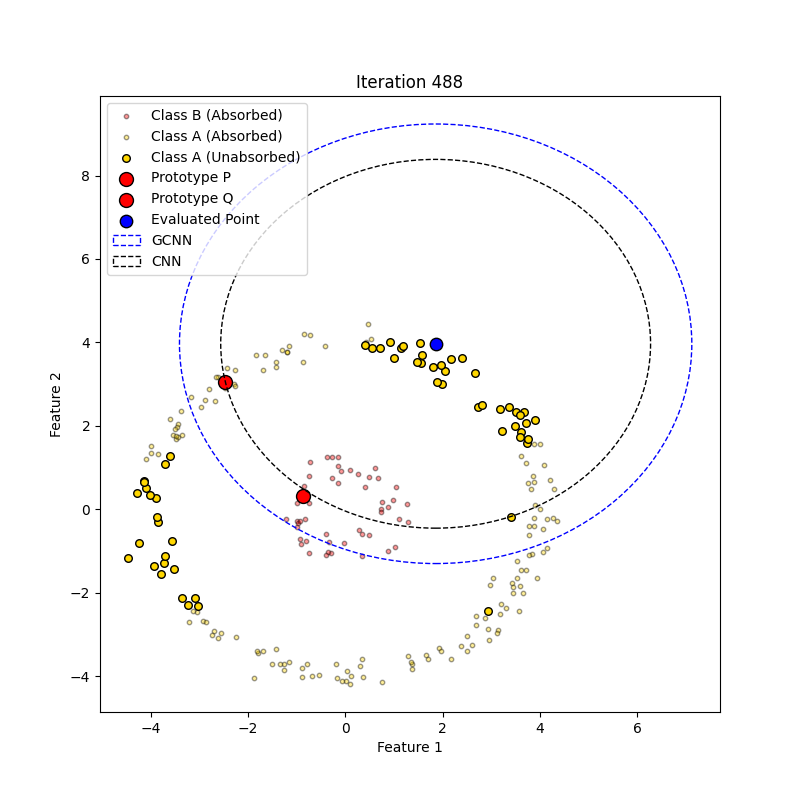 Iteration 488
Class B (Absorbed)
Class A (Absorbed)
Class A (Unabsorbed)
Prototype P
Prototype Q
Evaluated Point
GCNN
CNN
Feature 2
8
6
4
2
0
−2
−4
−4 −2 0 2 4 6
Feature 1